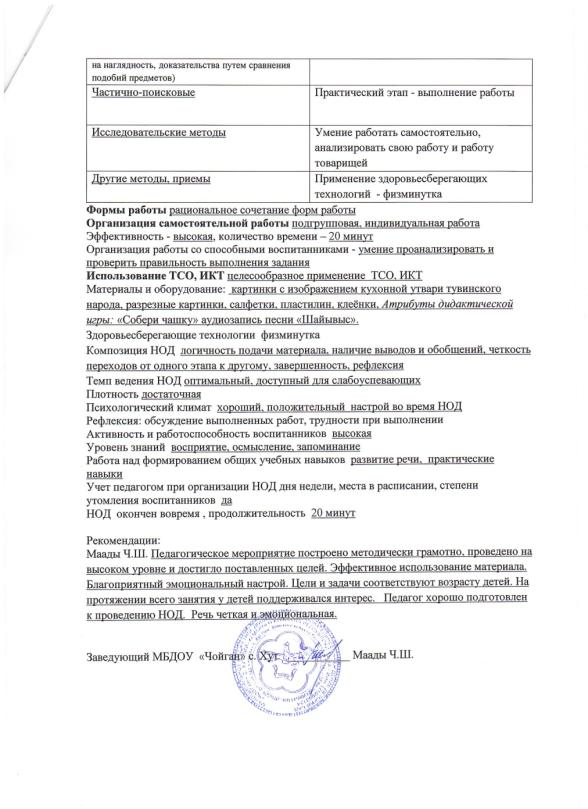 на наглядность, доказательства путем сравнения
подобий предметов)
Частично-поисковые
Практический этап - выполнение работы
Исследовательские методы
Умение работать самостоятельно,
анализировать свою работу и работу
товарищей
Другие методы, приемы
Применение здоровьесберегающих
технологий - физминутка
Формы работы рациональное сочетание форм работы
Организация самостоятельной работы подгрупповая, индивидуальная работа
Эффективность - высокая, количество времени – 20 минут
Организация работы со способными воспитанниками - умение проанализировать и
проверить правильность выполнения задания
Использование ТСО, ИКТ целесообразное применение ТСО, ИКТ
Материалы и оборудование: картинки с изображением кухонной утвари тувинского
народа, разрезные картинки, салфетки, пластилин, клеёнки, Атрибуты дидактической
игры: «Собери чашку» аудиозапись песни «Шайывыс».
Здоровьесберегающие технологии физминутка
Композиция НОД логичность подачи материала, наличие выводов и обобщений, четкость
переходов от одного этапа к другому, завершенность, рефлексия
Темп ведения НОД оптимальный, доступный для слабоуспевающих
Плотность достаточная
Психологический климат хороший, положительный настрой во время НОД
Рефлексия: обсуждение выполненных работ, трудности при выполнении
Активность и работоспособность воспитанников высокая
Уровень знаний восприятие, осмысление, запоминание
Работа над формированием общих учебных навыков развитие речи, практические
навыки
Учет педагогом при организации НОД дня недели, места в расписании, степени
утомления воспитанников да
НОД окончен вовремя , продолжительность 20 минут
Рекомендации:
Маады Ч.Ш. Педагогическое мероприятие построено методически грамотно, проведено на
высоком уровне и достигло поставленных целей. Эффективное использование материала.
Благоприятный эмоциональный настрой. Цели и задачи соответствуют возрасту детей. На
протяжении всего занятия у детей поддерживался интерес. Педагог хорошо подготовлен
к проведению НОД. Речь четкая и эмоциональная.
Заведующий МБДОУ «Чойган» с. Хут Маады Ч.Ш.